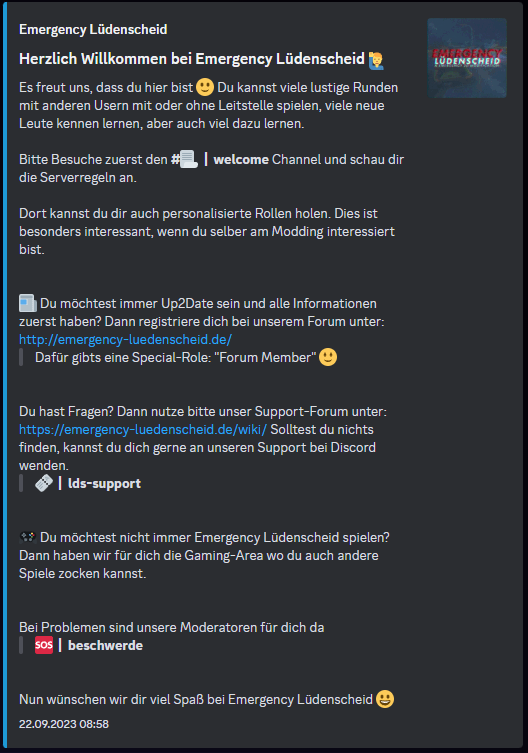 Emergency Lüdenscheid
EMERGENCY
LÜDENSCHEID
Herzlich Willkommen bei Emergency Lüdenscheid 🙋‍♂️
Es freut uns, dass du hier bist 🙂 Du kannst viele lustige Runden
mit anderen Usern mit oder ohne Leitstelle spielen, viele neue
Leute kennen lernen, aber auch viel dazu lernen.
Bitte Besuche zuerst den #📃 | welcome Channel und schau dir
die Serverregeln an.
Dort kannst du dir auch personalisierte Rollen holen. Dies ist
besonders interessant, wenn du selber am Modding interessiert
bist.
📰 Du möchtest immer Up2Date sein und alle Informationen
zuerst haben? Dann registriere dich bei unserem Forum unter:
http://emergency-luedenscheid.de/
Dafür gibts eine Special-Role: "Forum Member" 🙂
Du hast Fragen? Dann nutze bitte unser Support-Forum unter:
https://emergency-luedenscheid.de/wiki/ Solltest du nichts
finden, kannst du dich gerne an unseren Support bei Discord
wenden.
| lds-support
🎮 Du möchtest nicht immer Emergency Lüdenscheid spielen?
Dann haben wir für dich die Gaming-Area wo du auch andere
Spiele zocken kannst.
Bei Problemen sind unsere Moderatoren für dich da
🆘 | beschwerde
Nun wünschen wir dir viel Spaß bei Emergency Lüdenscheid 😀
22.09.2023 08:58